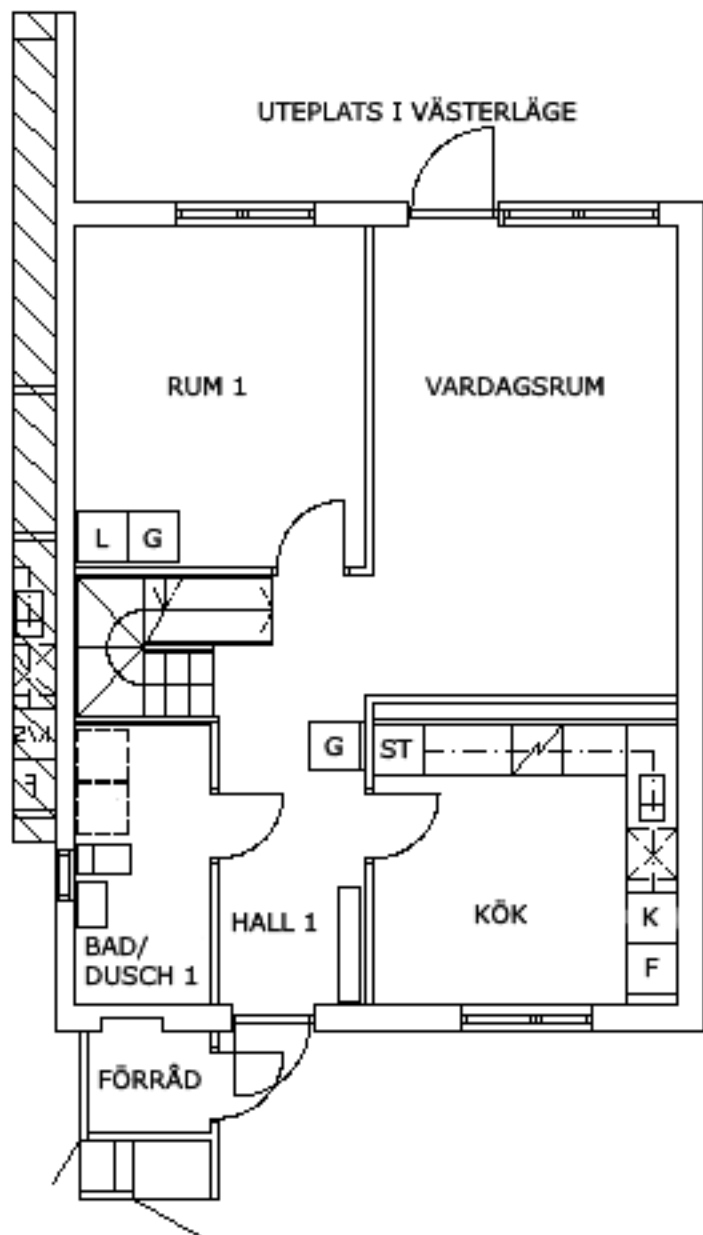 UTEPLATS I VÄSTERLÄGE
RUM 1
VARDAGSRUM
L G
G
ST
KÖK
K
F
HALL 1
BAD/
DUSCH 1
FÖRRÅD